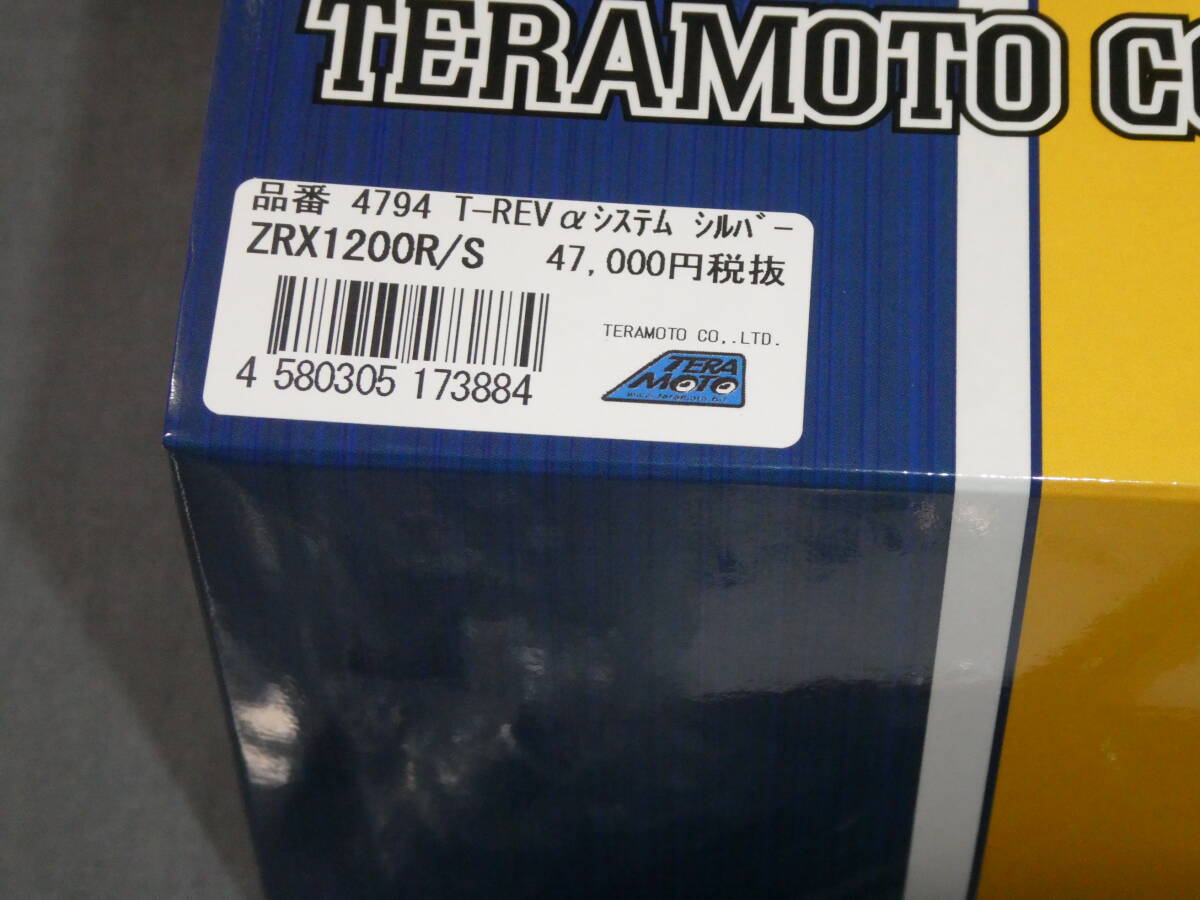 TERAMOTO CO
品番 4794 T-REVαシステム シルバー
ZRX1200R/S 47,000円税抜
TERAMOTO CO,.LTD.
4 580305 173884
TERA
MOTO